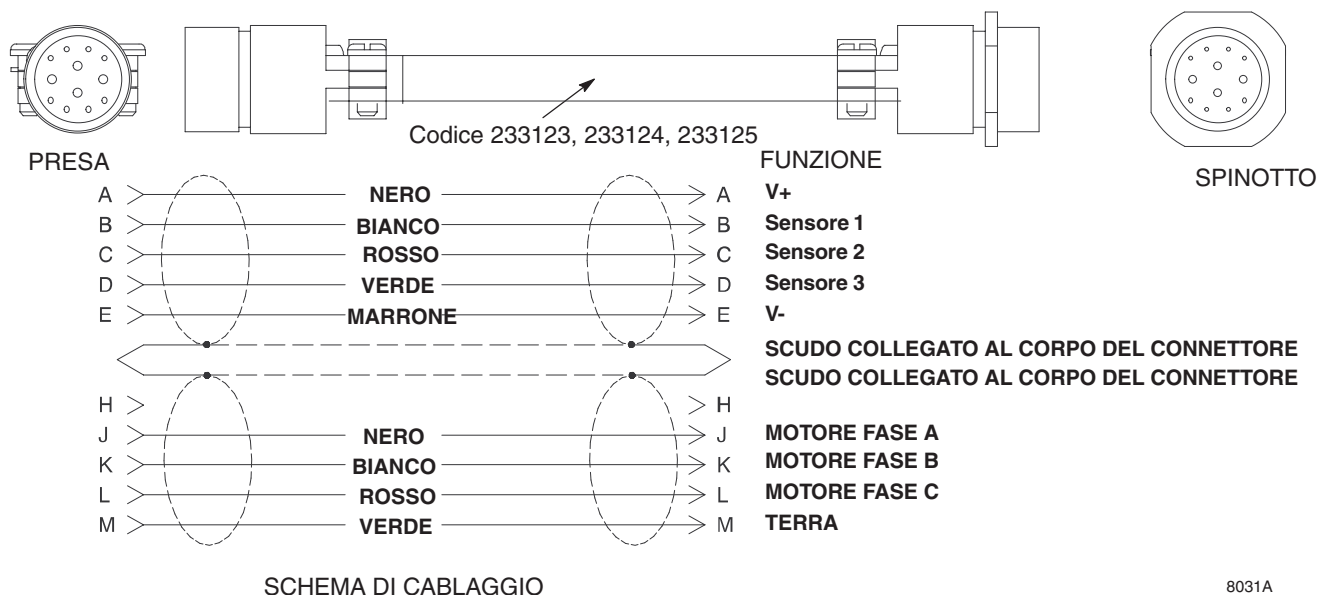 Codice 233123, 233124, 233125
PRESA
FUNZIONE
SPINOTTO
A NERO A V+
B BIANCO B Sensore 1
C ROSSO C Sensore 2
D VERDE D Sensore 3
E MARRONE E V-
SCUDO COLLEGATO AL CORPO DEL CONNETTORE
SCUDO COLLEGATO AL CORPO DEL CONNETTORE
H H
J NERO J MOTORE FASE A
K BIANCO K MOTORE FASE B
L ROSSO L MOTORE FASE C
M VERDE M TERRA
SCHEMA DI CABLAGGIO
8031A